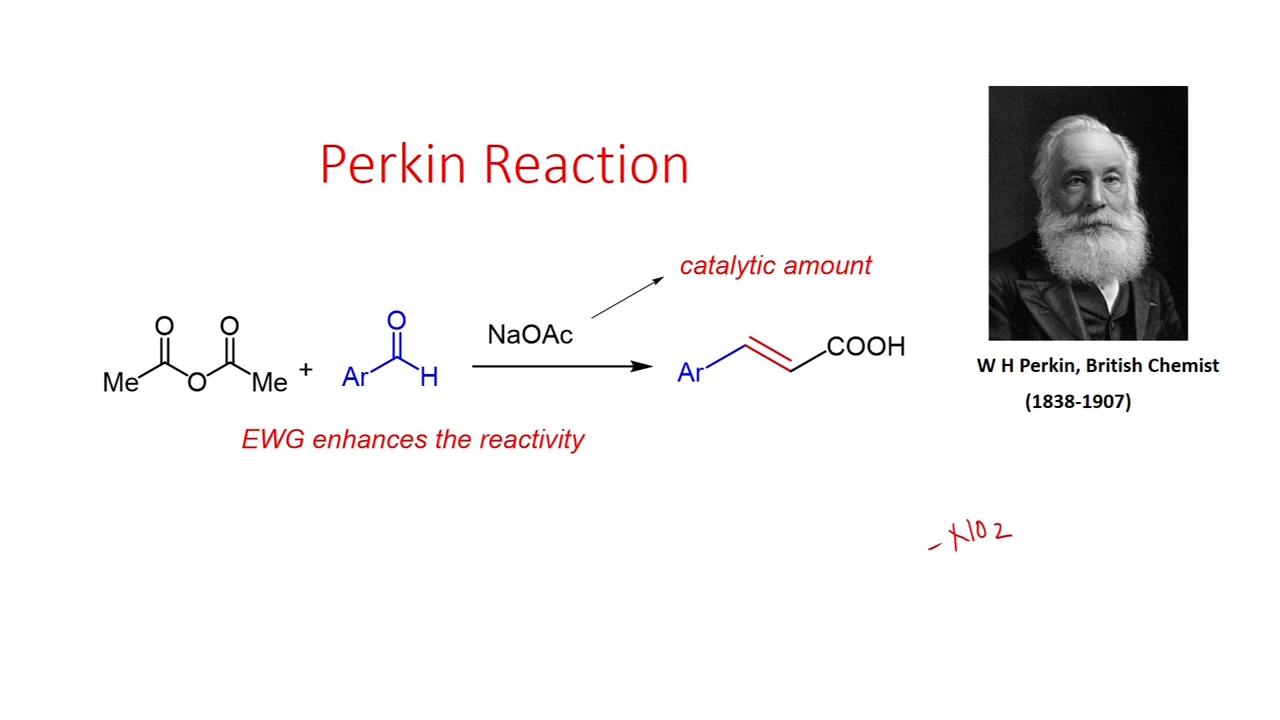 Perkin Reaction
catalytic amount
NaOAc
O O O
Me O Me + Ar H
Ar COOH
EWG enhances the reactivity
W H Perkin, British Chemist
(1838-1907)